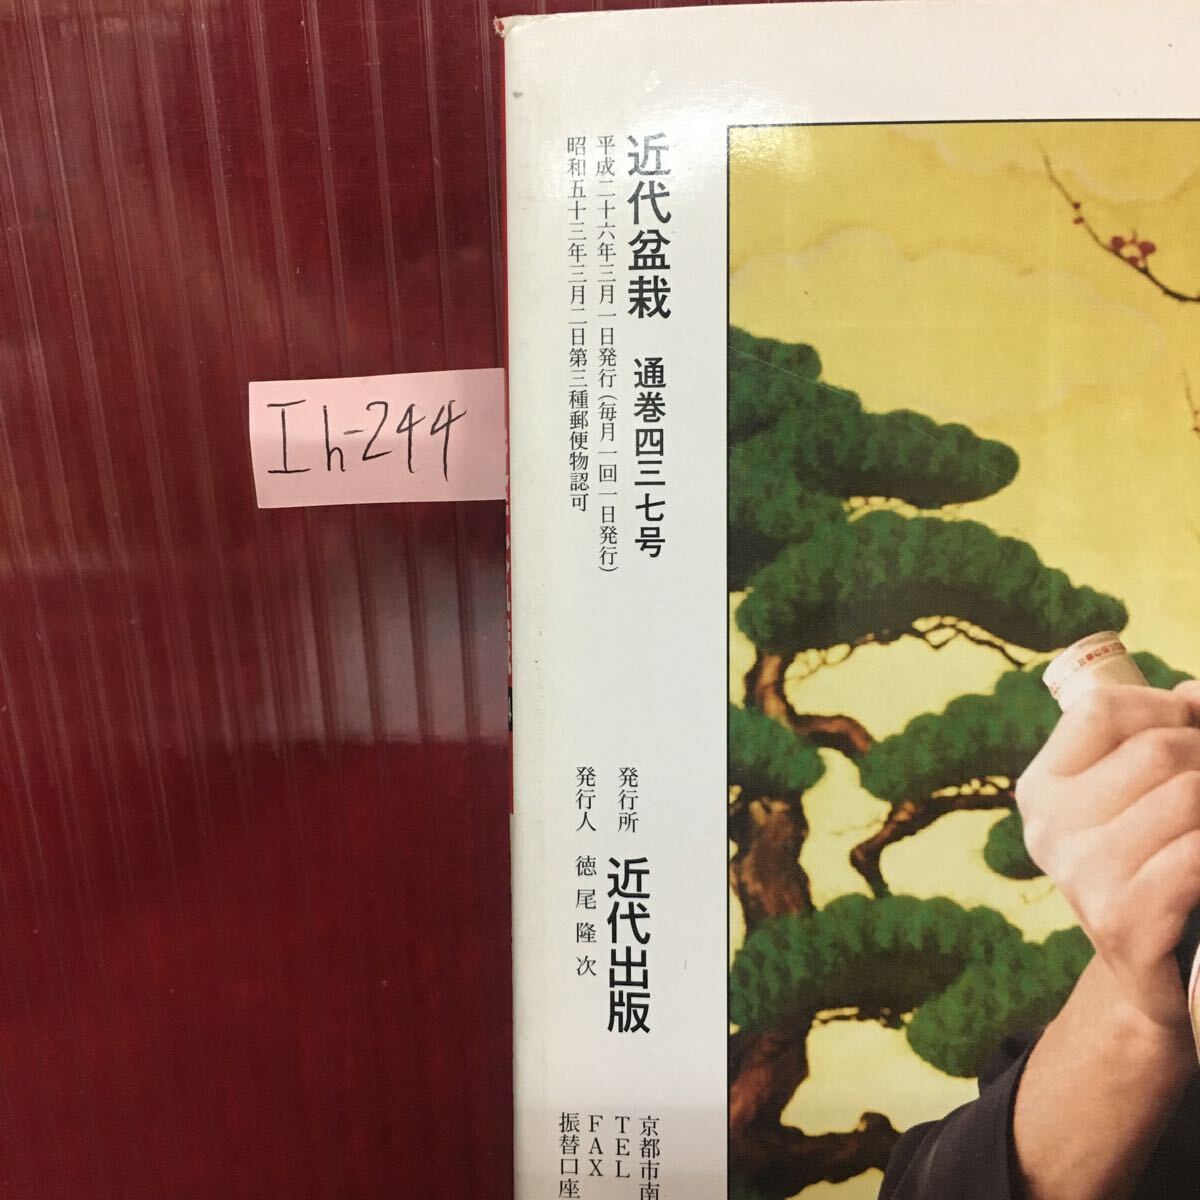 Ih-244
近代盆栽 通巻四三七号
平成二十六年三月一日発行(毎月一回一日発行)
昭和五十三年三月二日第三種郵便物認可
発行所 近代出版
発行人 徳尾隆次
京都市南
TEL
FAX
振替口座